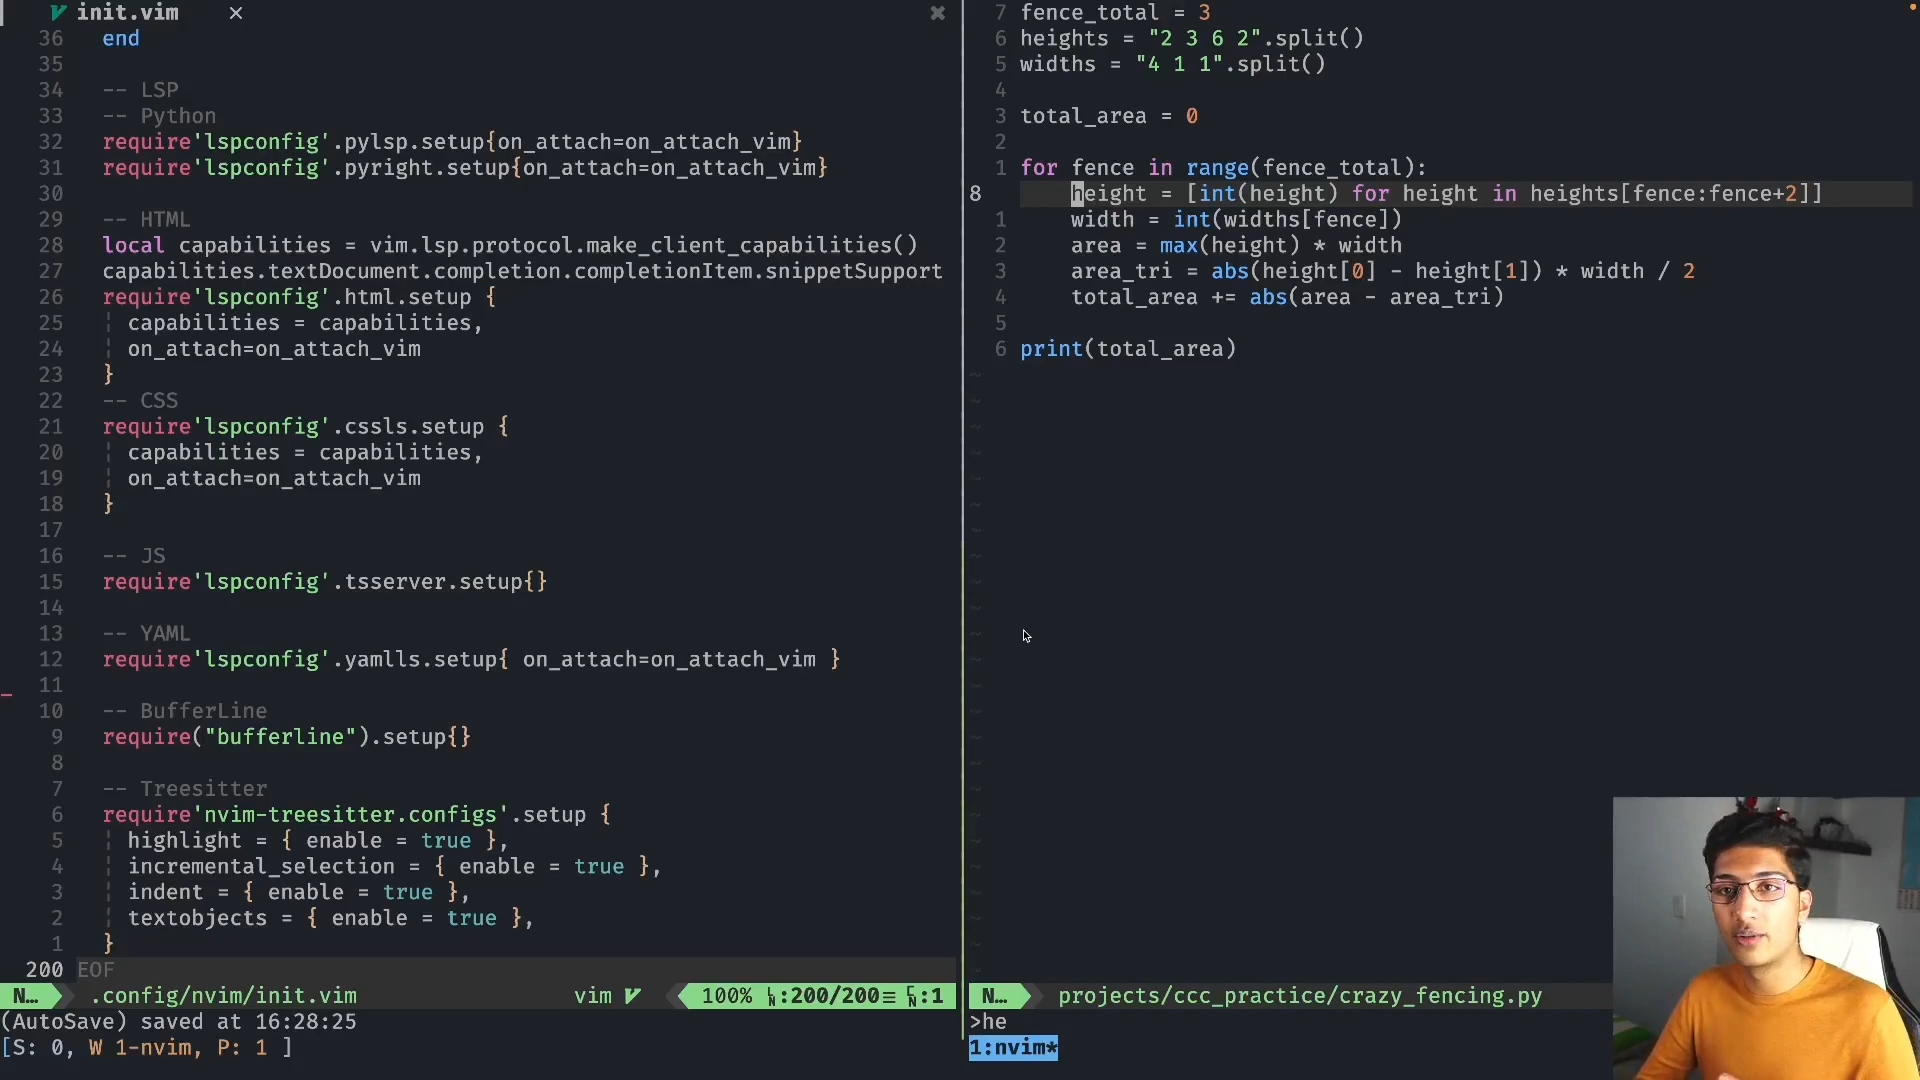 init.vim ×
36 end
35
34 -- LSP
33 -- Python
32 require'lspconfig'.pylsp.setup{on_attach=on_attach_vim}
31 require'lspconfig'.pyright.setup{on_attach=on_attach_vim}
30
29 -- HTML
28 local capabilities = vim.lsp.protocol.make_client_capabilities()
27 capabilities.textDocument.completion.completionItem.snippetSupport
26 require'lspconfig'.html.setup {
25 capabilities = capabilities,
24 on_attach=on_attach_vim
23 }
22 -- CSS
21 require'lspconfig'.cssls.setup {
20 capabilities = capabilities,
19 on_attach=on_attach_vim
18 }
17
16 -- JS
15 require'lspconfig'.tsserver.setup{}
14
13 -- YAML
12 require'lspconfig'.yamlls.setup{ on_attach=on_attach_vim }
11
10 -- BufferLine
9 require("bufferline").setup{}
8
7 -- Treesitter
6 require'nvim-treesitter.configs'.setup {
5 highlight = { enable = true },
4 incremental_selection = { enable = true },
3 indent = { enable = true },
2 textobjects = { enable = true },
1 }
200 EOF
N… .config/nvim/init.vim vim 100% LN:200/200≡ CN:1
(AutoSave) saved at 16:28:25
[S: 0, W 1-nvim, P: 1 ]
7 fence_total = 3
6 heights = "2 3 6 2".split()
5 widths = "4 1 1".split()
4
3 total_area = 0
2
1 for fence in range(fence_total):
8 height = [int(height) for height in heights[fence:fence+2]]
1 width = int(widths[fence])
2 area = max(height) * width
3 area_tri = abs(height[0] - height[1]) * width / 2
4 total_area += abs(area - area_tri)
5
6 print(total_area)
N… projects/ccc_practice/crazy_fencing.py
>he
1:nvim*